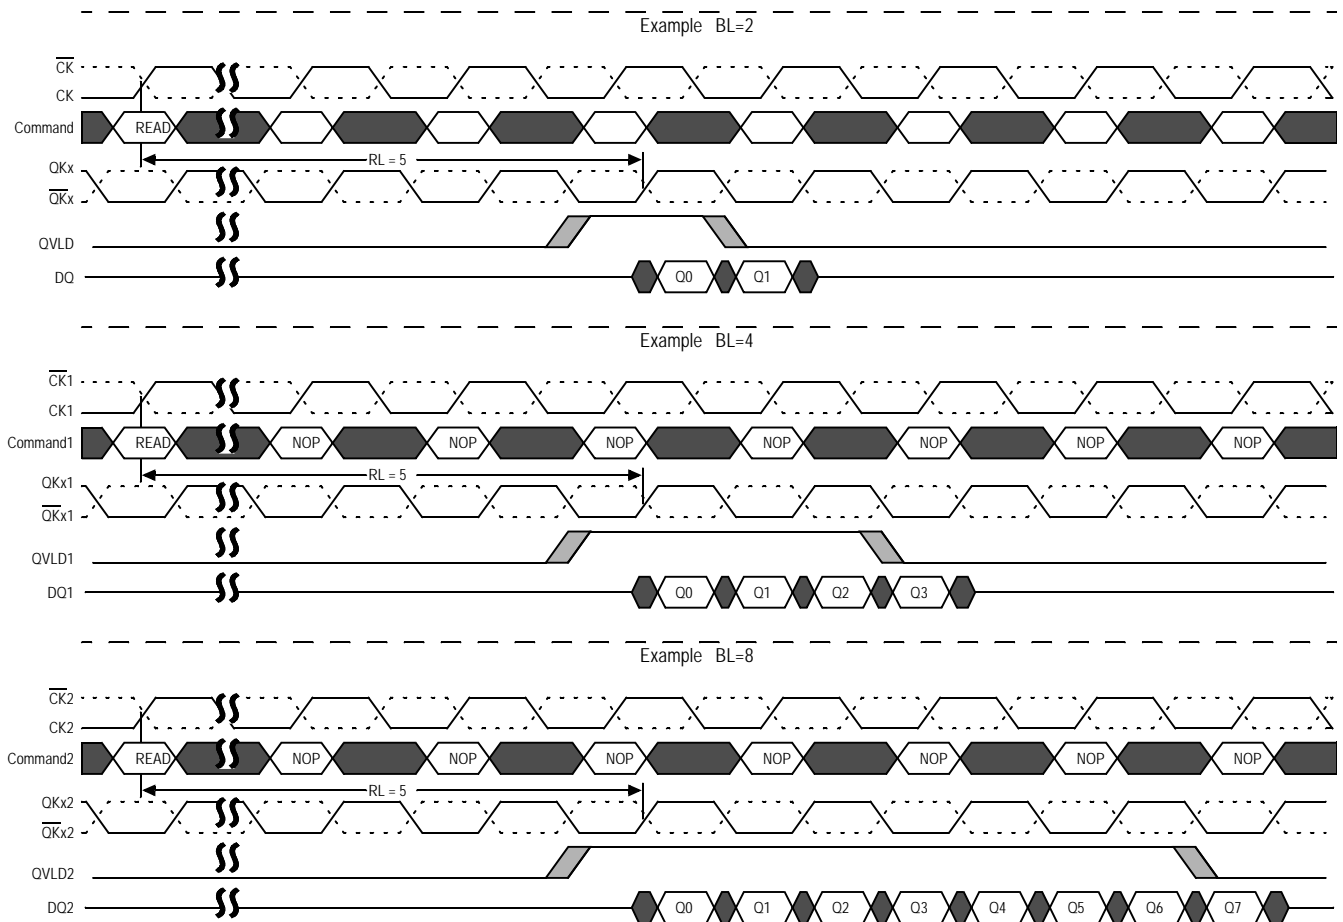 Example BL=2
CK
CK
Command READ
RL = 5
QKx
QKx
QVLD
DQ Q0 Q1
Example BL=4
CK1
CK1
Command1 READ NOP NOP NOP NOP NOP NOP NOP
RL = 5
QKx1
QKx1
QVLD1
DQ1 Q0 Q1 Q2 Q3
Example BL=8
CK2
CK2
Command2 READ NOP NOP NOP NOP NOP NOP NOP
RL = 5
QKx2
QKx2
QVLD2
DQ2 Q0 Q1 Q2 Q3 Q4 Q5 Q6 Q7